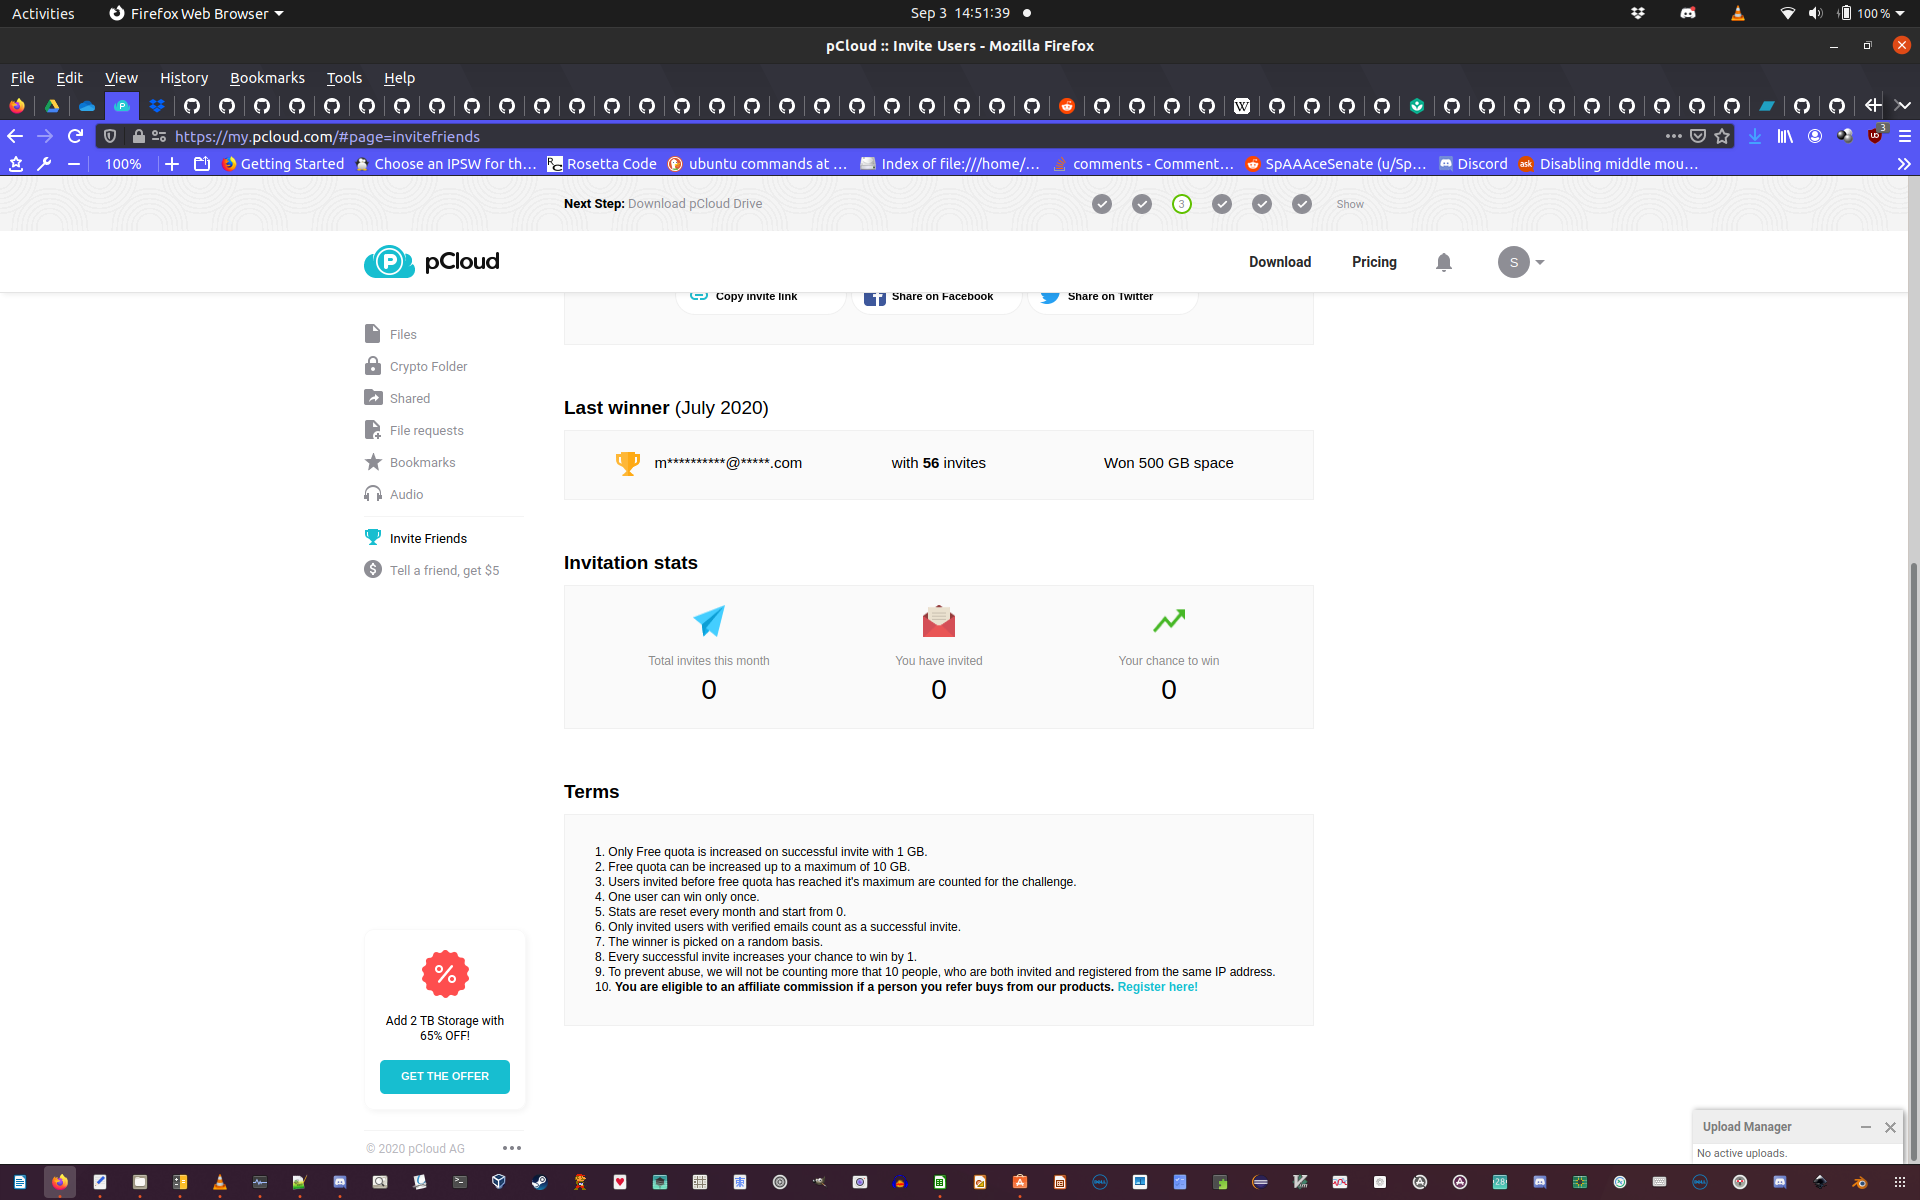 Activities
Firefox Web Browser
Sep 3 14:51:39
100 %
pCloud :: Invite Users - Mozilla Firefox
File Edit View History Bookmarks Tools Help
https://my.pcloud.com/#page=invitefriends
3
100%
Getting Started
Choose an IPSW for th…
Rosetta Code
ubuntu commands at …
Index of file:///home/…
comments - Comment…
SpAAAceSenate (u/Sp…
Discord
Disabling middle mou…
Next Step: Download pCloud Drive
3
Show
pCloud
Download
Pricing
S
Copy invite link
Share on Facebook
Share on Twitter
Files
Crypto Folder
Shared
File requests
Bookmarks
Audio
Invite Friends
Tell a friend, get $5
Last winner (July 2020)
m**********@*****.com
with 56 invites
Won 500 GB space
Invitation stats
Total invites this month
0
You have invited
0
Your chance to win
0
Terms
1. Only Free quota is increased on successful invite with 1 GB.
2. Free quota can be increased up to a maximum of 10 GB.
3. Users invited before free quota has reached it's maximum are counted for the challenge.
4. One user can win only once.
5. Stats are reset every month and start from 0.
6. Only invited users with verified emails count as a successful invite.
7. The winner is picked on a random basis.
8. Every successful invite increases your chance to win by 1.
9. To prevent abuse, we will not be counting more that 10 people, who are both invited and registered from the same IP address.
10. You are eligible to an affiliate commission if a person you refer buys from our products. Register here!
Add 2 TB Storage with
65% OFF!
GET THE OFFER
© 2020 pCloud AG
Upload Manager
No active uploads.